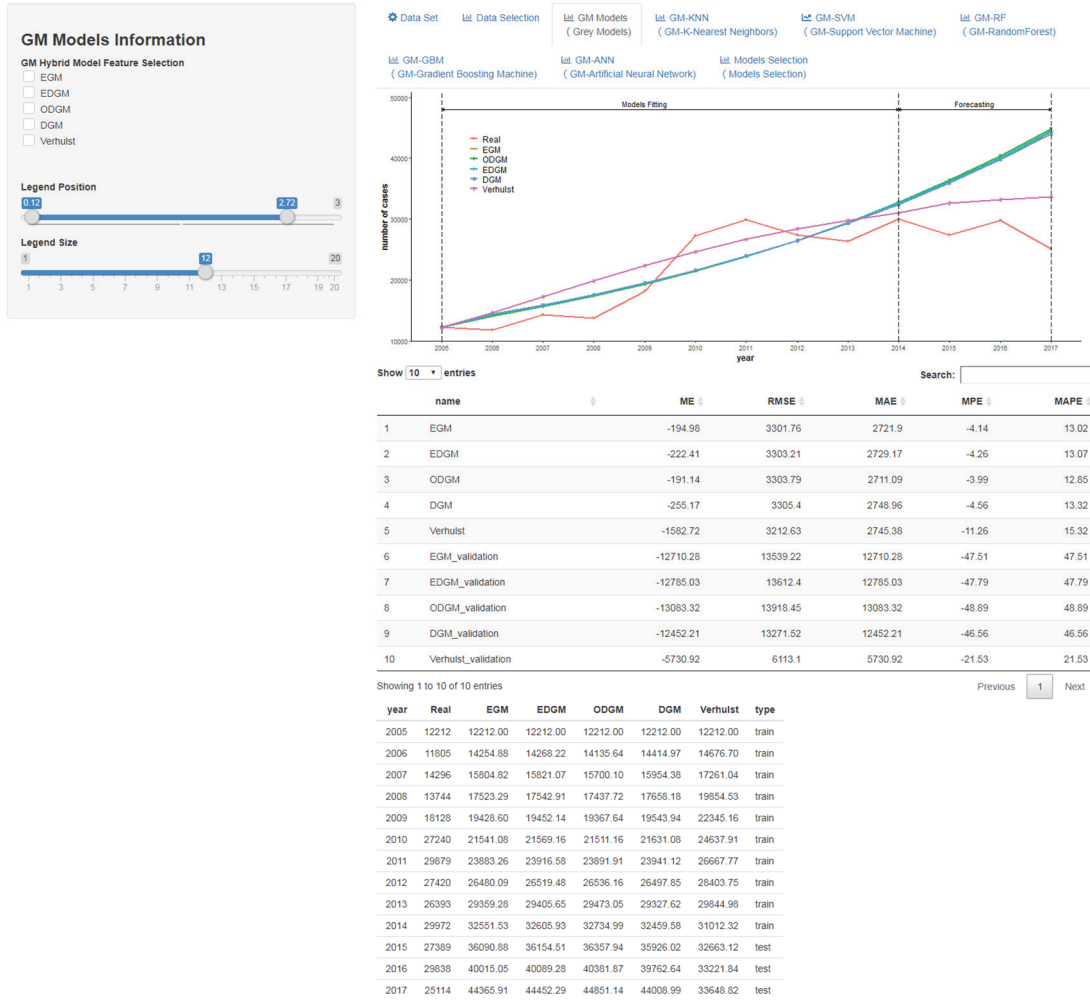 GM Models Information
GM Hybrid Model Feature Selection
EGM
EDGM
ODGM
DGM
Verhulst
Legend Position
0.12 2.72 3
Legend Size
1 12 20
1 3 5 7 9 11 13 15 17 19 20
Data Set
Data Selection
GM Models
( Grey Models)
GM-KNN
( GM-K-Nearest Neighbors)
GM-SVM
( GM-Support Vector Machine)
GM-RF
( GM-RandomForest)
GM-GBM
( GM-Gradient Boosting Machine)
GM-ANN
( GM-Artificial Neural Network)
Models Selection
( Models Selection)
50000
40000
30000
20000
10000
number of cases
Models Fitting
Forecasting
Real
EGM
ODGM
EDGM
DGM
Verhulst
2005 2006 2007 2008 2009 2010 2011 2012 2013 2014 2015 2016 2017
year
Show 10 entries
Search:
name ME RMSE MAE MPE MAPE
1 EGM -194.98 3301.76 2721.9 -4.14 13.02
2 EDGM -222.41 3303.21 2729.17 -4.26 13.07
3 ODGM -191.14 3303.79 2711.09 -3.99 12.85
4 DGM -255.17 3305.4 2748.96 -4.56 13.32
5 Verhulst -1582.72 3212.63 2745.38 -11.26 15.32
6 EGM_validation -12710.28 13539.22 12710.28 -47.51 47.51
7 EDGM_validation -12785.03 13612.4 12785.03 -47.79 47.79
8 ODGM_validation -13083.32 13918.45 13083.32 -48.89 48.89
9 DGM_validation -12452.21 13271.52 12452.21 -46.56 46.56
10 Verhulst_validation -5730.92 6113.1 5730.92 -21.53 21.53
Showing 1 to 10 of 10 entries
Previous 1 Next
year Real EGM EDGM ODGM DGM Verhulst type
2005 12212 12212.00 12212.00 12212.00 12212.00 12212.00 train
2006 11805 14254.88 14268.22 14135.64 14414.97 14676.70 train
2007 14296 15804.82 15821.07 15700.10 15954.38 17261.04 train
2008 13744 17523.29 17542.91 17437.72 17658.18 19854.53 train
2009 18128 19428.60 19452.14 19367.64 19543.94 22345.16 train
2010 27240 21541.08 21569.16 21511.16 21631.08 24637.91 train
2011 29879 23883.26 23916.58 23891.91 23941.12 26667.77 train
2012 27420 26480.09 26519.48 26536.16 26497.85 28403.75 train
2013 26393 29359.28 29405.65 29473.05 29327.62 29844.98 train
2014 29972 32551.53 32605.93 32734.99 32459.58 31012.32 train
2015 27389 36090.88 36154.51 36357.94 35926.02 32663.12 test
2016 29838 40015.05 40089.28 40381.87 39762.64 33221.84 test
2017 25114 44365.91 44452.29 44851.14 44008.99 33648.82 test